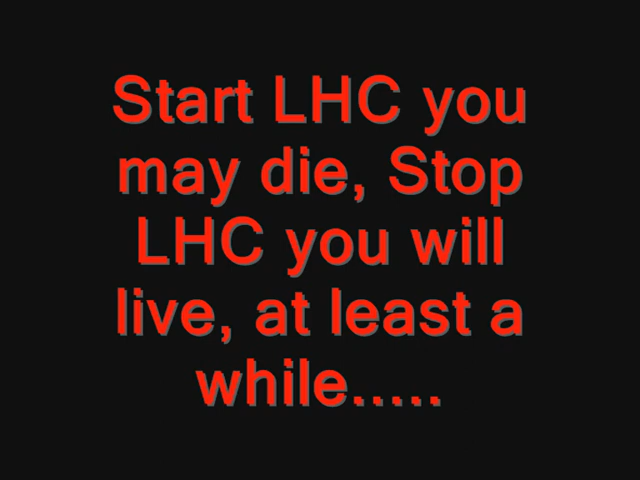 Start LHC you
may die, Stop
LHC you will
live, at least a
while.....